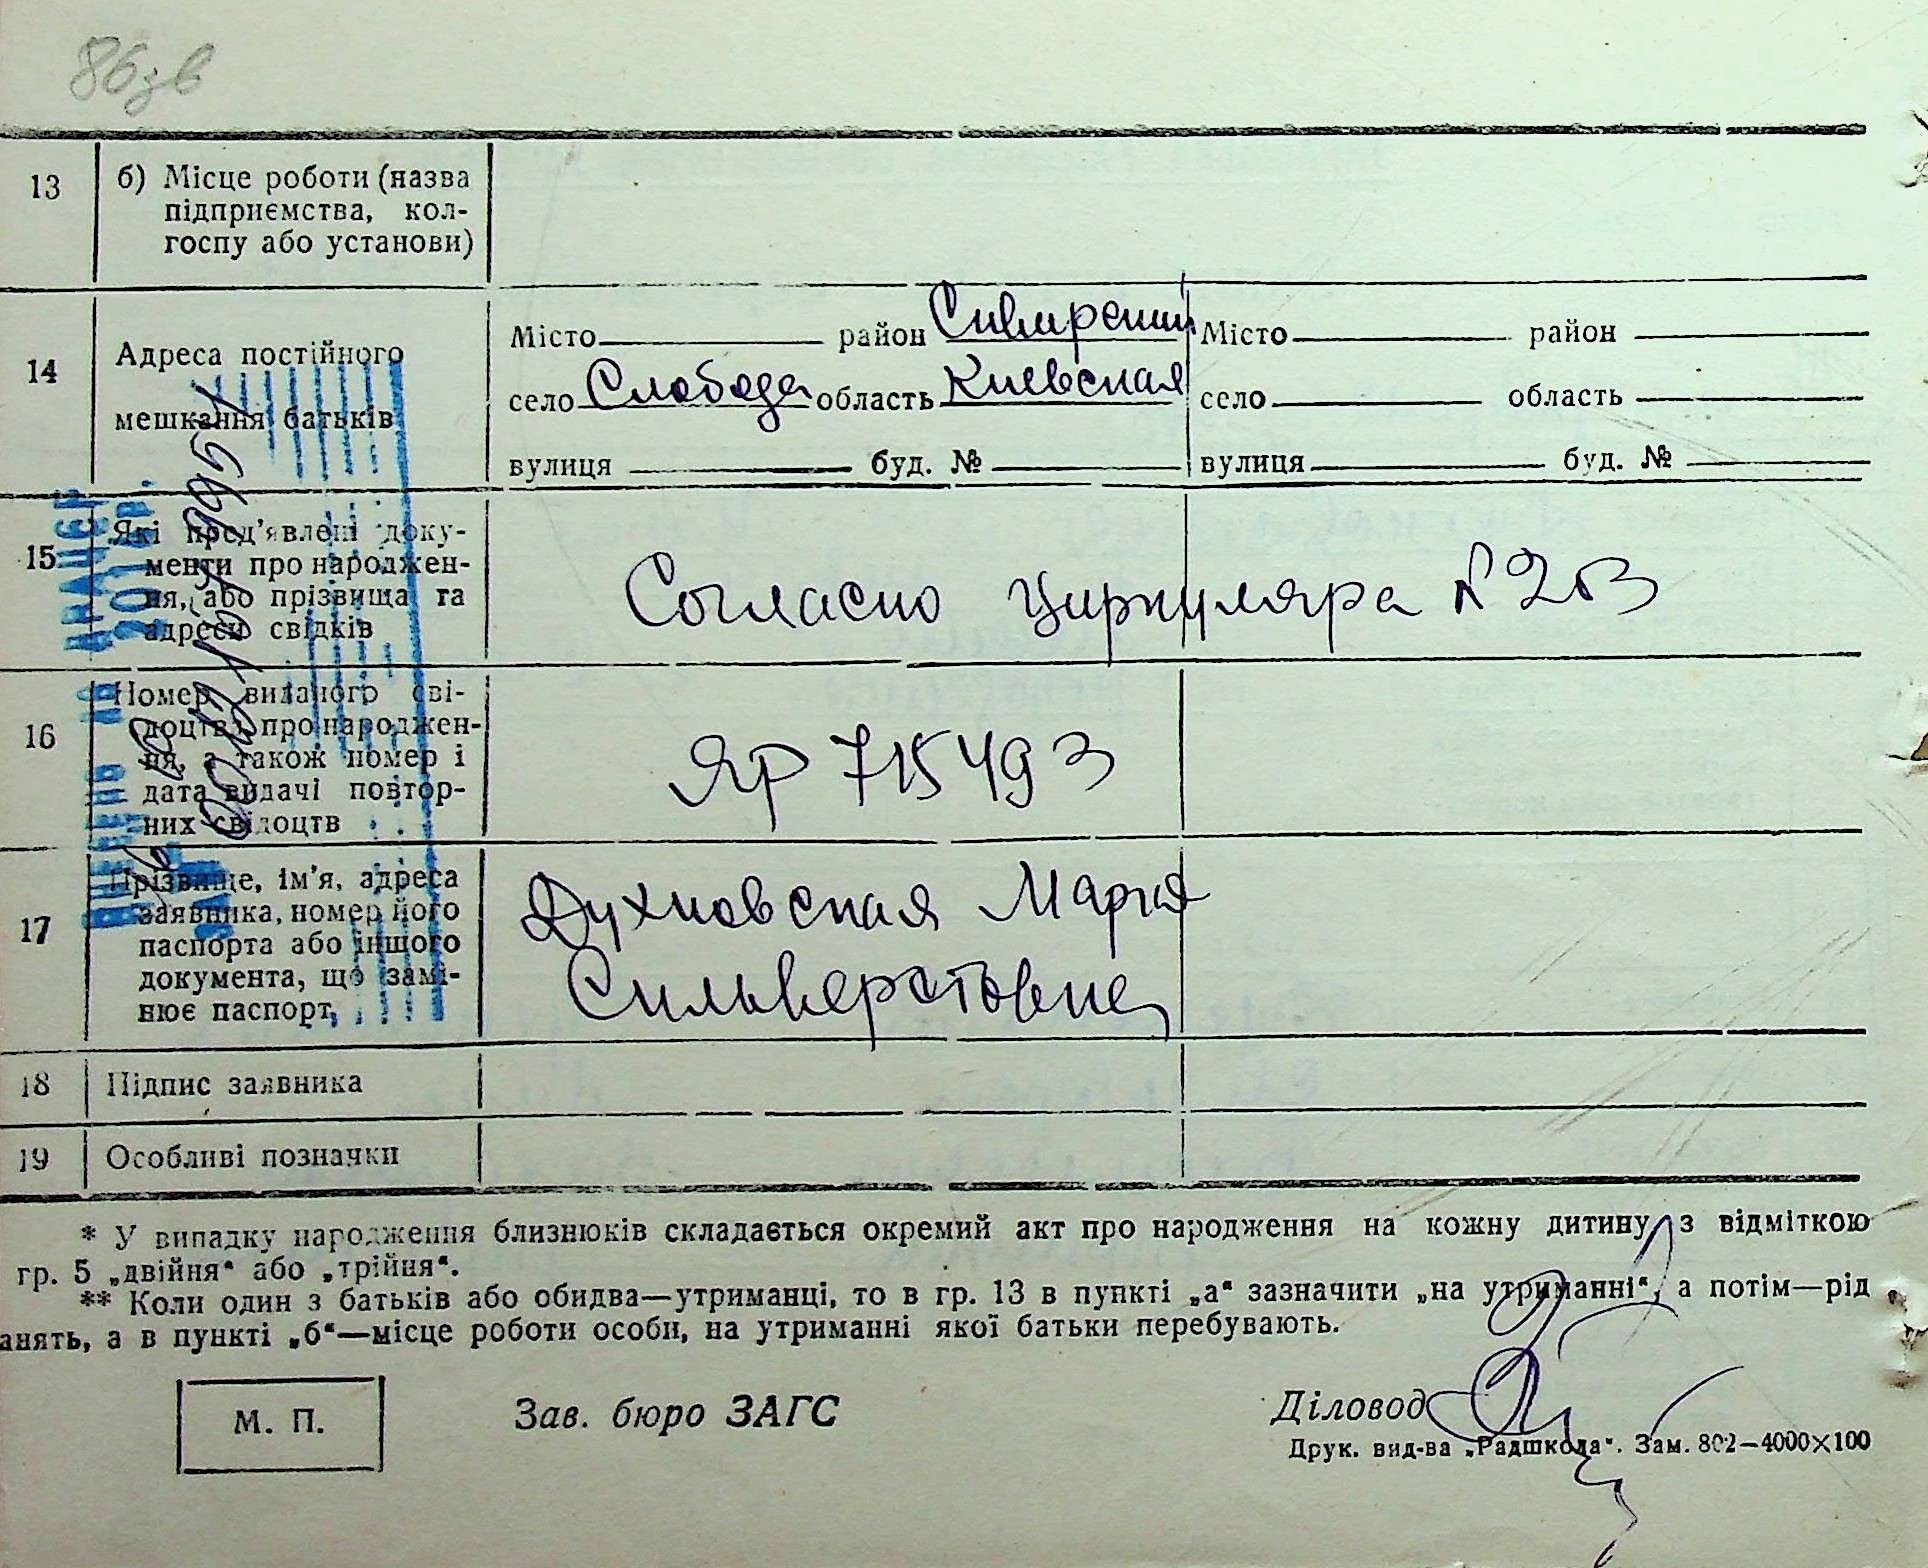 86зв
13 б) Місце роботи (назва
підприємства, кол-
госпу або установи)
14 Адреса постійного
мешкання батьків
Місто район Місто район
село Слобода область Киевская село область
вулиця буд. № вулиця буд. №
15 Які пред'явлені доку-
менти про народжен-
ня, або прізвища та
адреси свідків
Согласно циркуляра №203
16 Номер виданого сві-
доцтва про народжен-
ня, а також номер і
дата видачі повтор-
них свідоцтв
ЯР 715493
17 Прізвище, ім'я, адреса
заявника, номер його
паспорта або іншого
документа, що замі-
нює паспорт,
Духновская Мария
Сильверстовна
18 Підпис заявника
19 Особливі позначки
* У випадку народження близнюків складається окремий акт про народження на кожну дитину з відміткою
гр. 5 „двійня“ або „трійня“.
** Коли один з батьків або обидва—утриманці, то в гр. 13 в пункті „а“ зазначити „на утриманні“, а потім—рід
анять, а в пункті „б“—місце роботи особи, на утриманні якої батьки перебувають.
М. П. Зав. бюро ЗАГС Діловод
Друк. вид-ва „Радшкола“. Зам. 802—4000×100